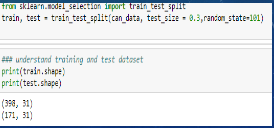 from sklearn.model_selection import train_test_split
train, test = train_test_split(can_data, test_size = 0.3,random_state=101)
### understand training and test dataset
print(train.shape)
print(test.shape)
(398, 31)
(171, 31)